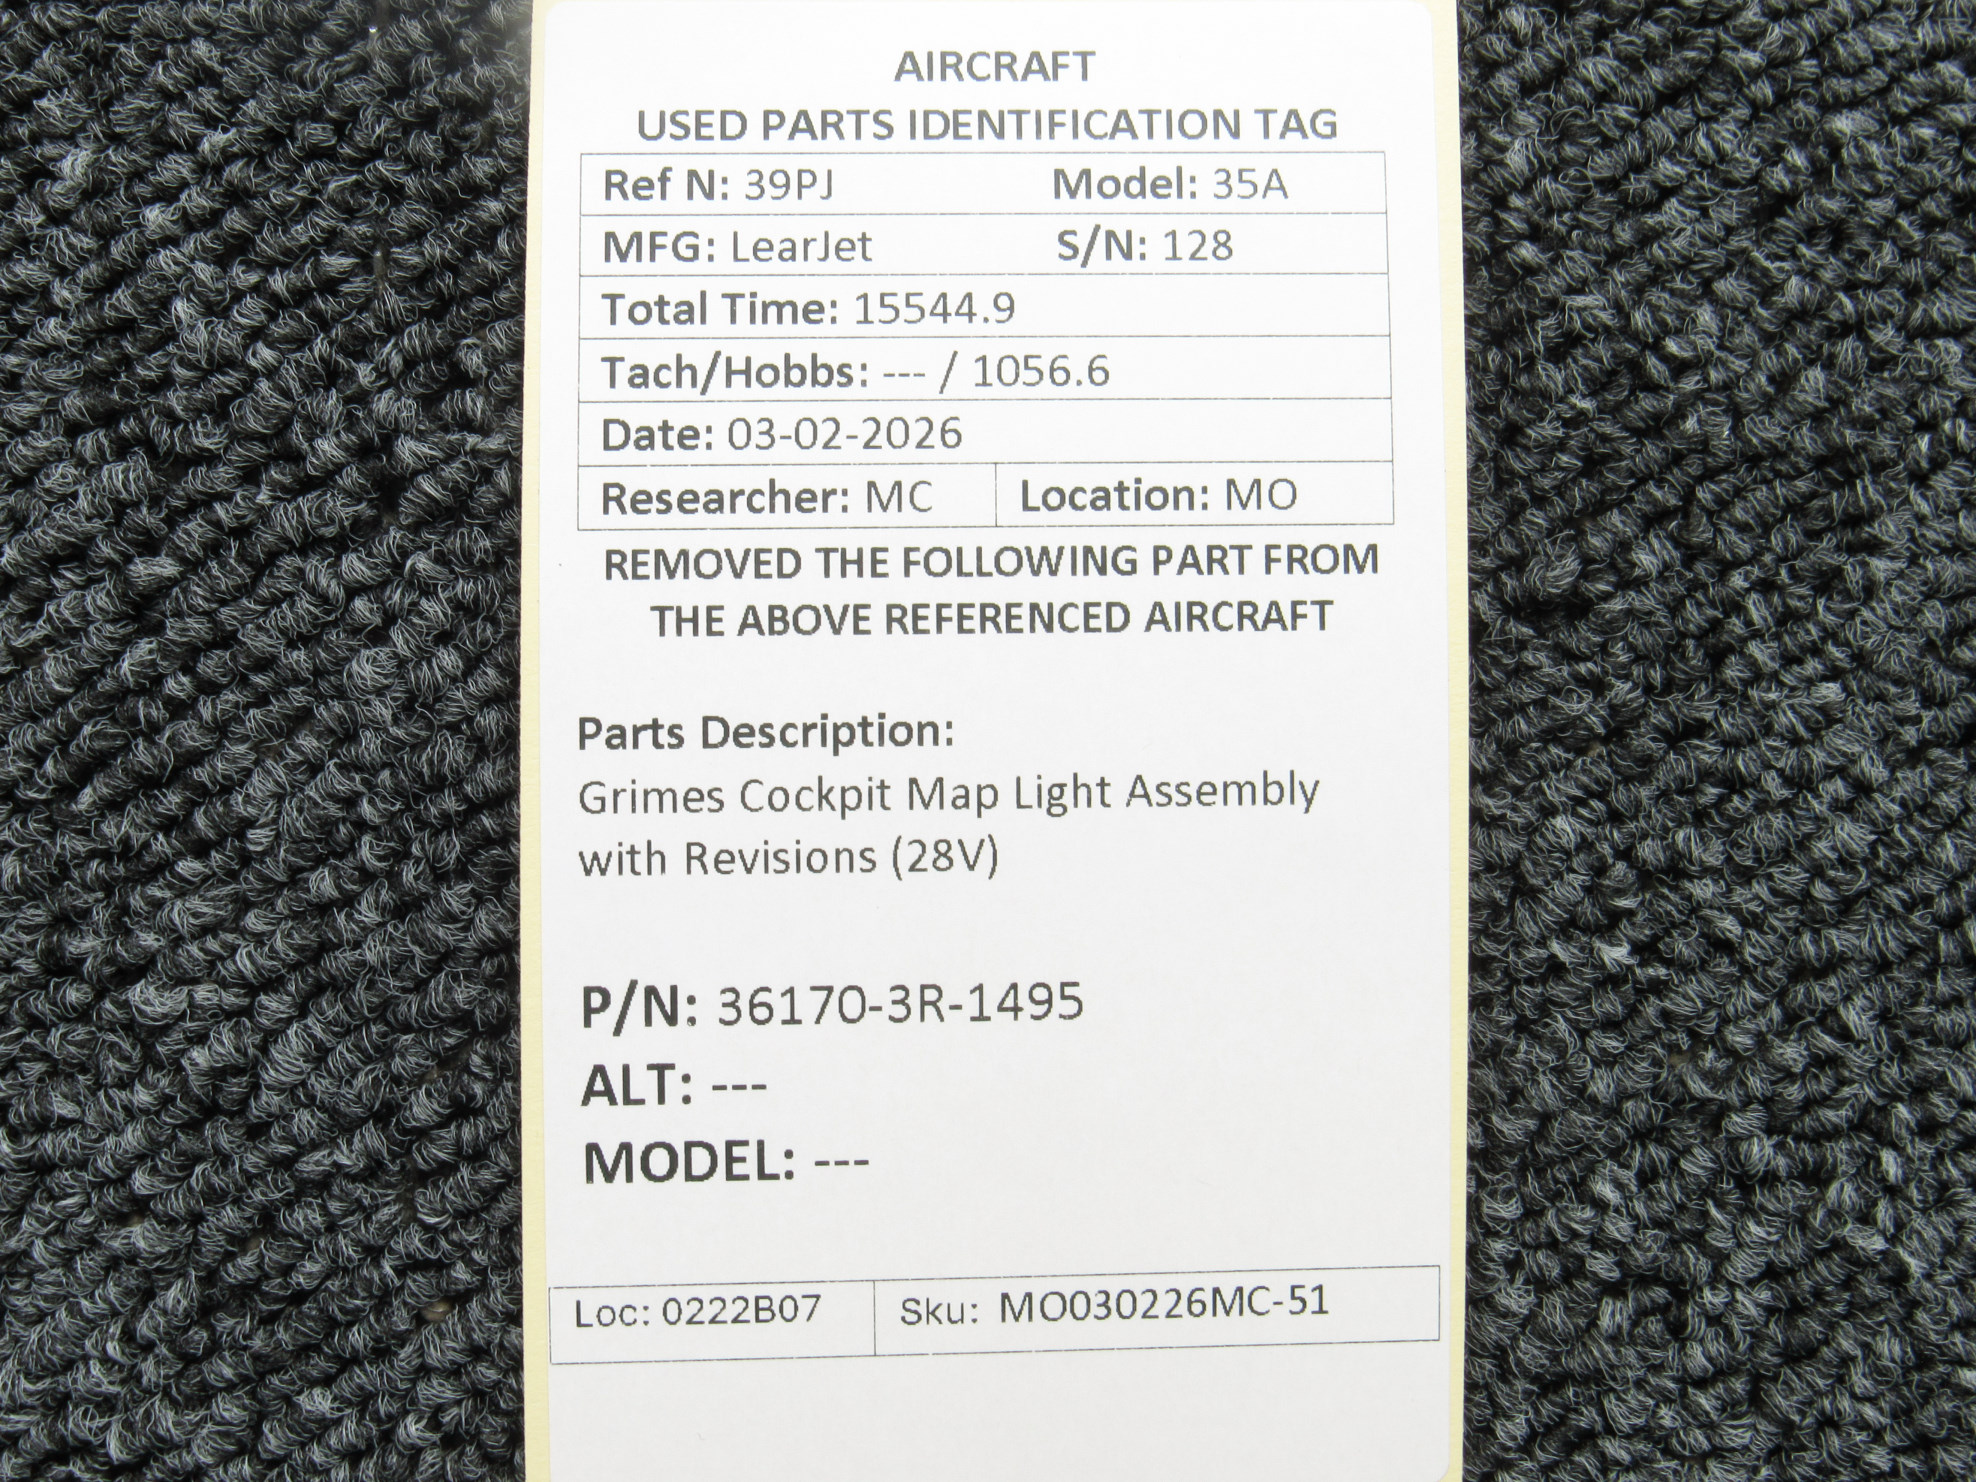 AIRCRAFT
USED PARTS IDENTIFICATION TAG
Ref N: 39PJ Model: 35A
MFG: LearJet S/N: 128
Total Time: 15544.9
Tach/Hobbs: --- / 1056.6
Date: 03-02-2026
Researcher: MC Location: MO
REMOVED THE FOLLOWING PART FROM
THE ABOVE REFERENCED AIRCRAFT
Parts Description:
Grimes Cockpit Map Light Assembly
with Revisions (28V)
P/N: 36170-3R-1495
ALT: ---
MODEL: ---
Loc: 0222B07 Sku: MO030226MC-51